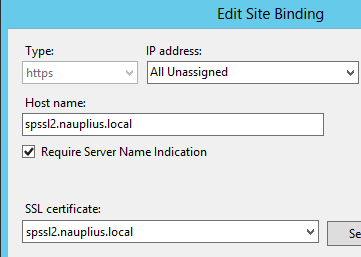 Edit Site Binding
Type: IP address:
https All Unassigned
Host name:
spssl2.nauplius.local
Require Server Name Indication
SSL certificate:
spssl2.nauplius.local Se